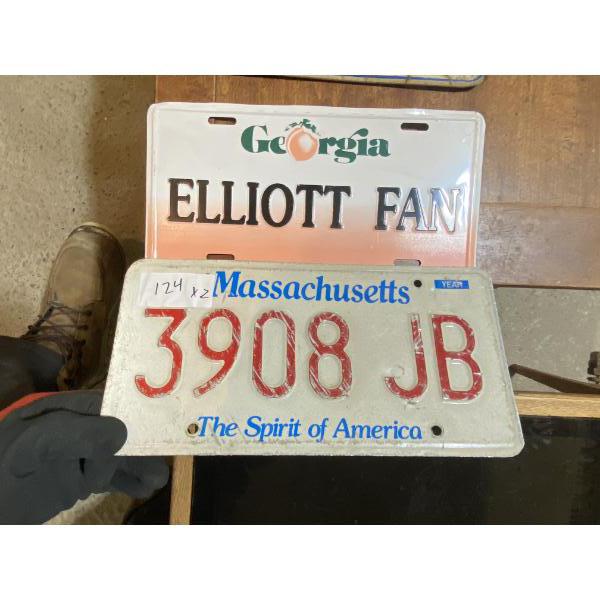 Georgia
ELLIOTT FAN
124 x2
Massachusetts
YEAR
3908 JB
The Spirit of America